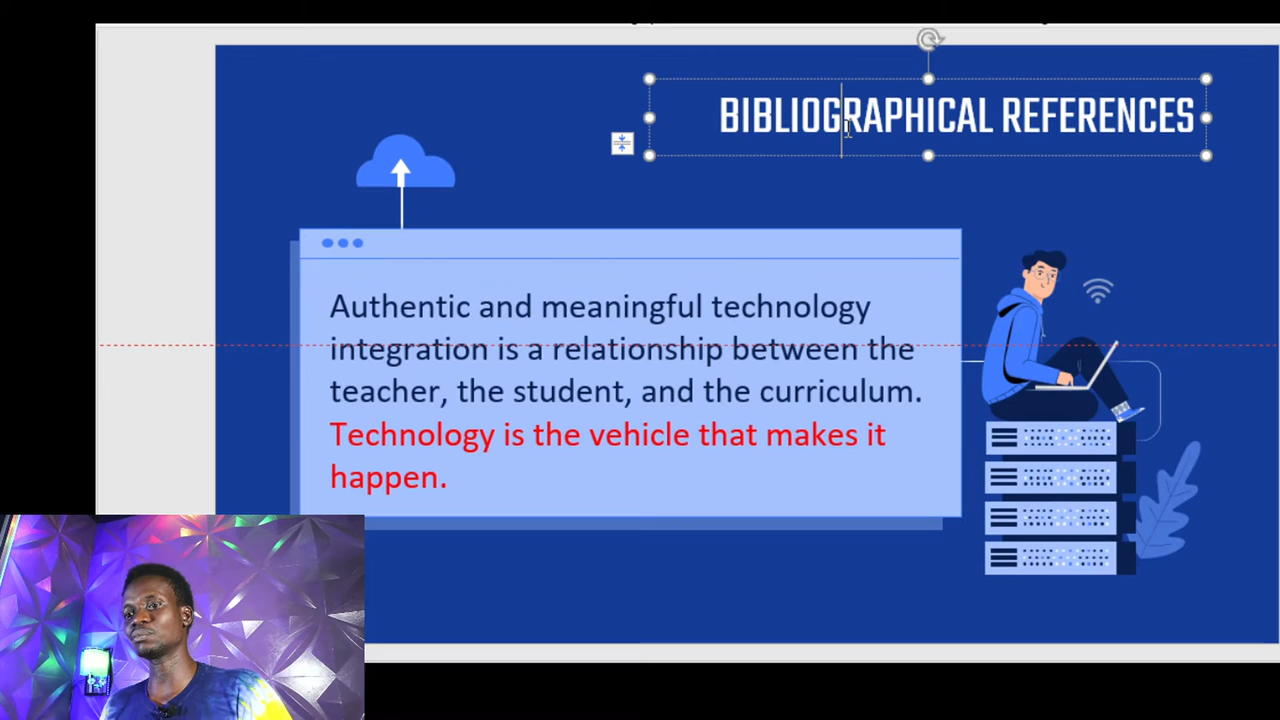 BIBLIOGRAPHICAL REFERENCES
Authentic and meaningful technology
integration is a relationship between the
teacher, the student, and the curriculum.
Technology is the vehicle that makes it
happen.